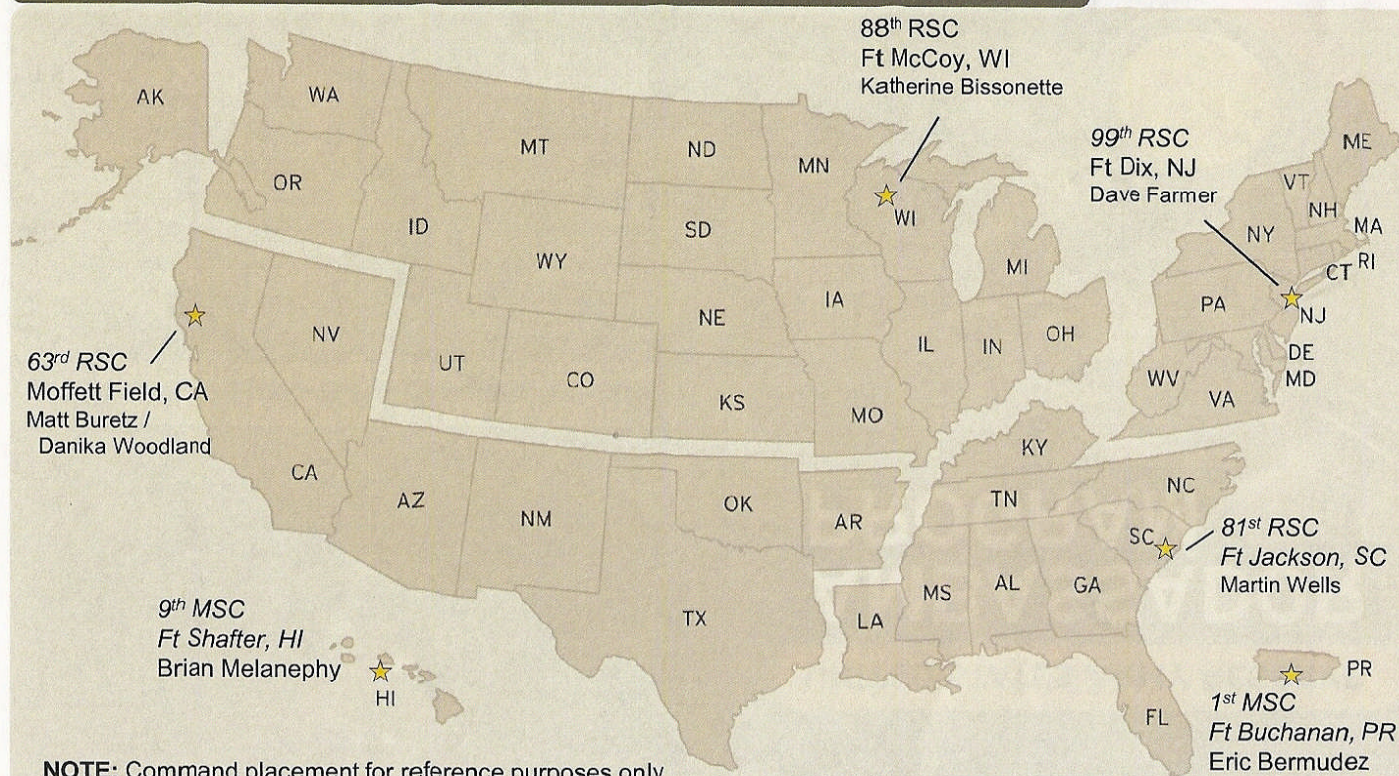 88th RSC
Ft McCoy, WI
Katherine Bissonette
99th RSC
Ft Dix, NJ
Dave Farmer
AK
WA
MT
ND
MN
ME
OR
VT
NH
ID
SD
WI
NY
MA
WY
MI
CT
RI
IA
PA
NE
NJ
NV
IL
IN
OH
UT
CO
DE
WV
MD
KS
VA
MO
63rd RSC
Moffett Field, CA
Matt Buretz /
Danika Woodland
KY
CA
AZ
NM
OK
AR
TN
NC
SC
81st RSC
Ft Jackson, SC
Martin Wells
MS
AL
GA
TX
LA
9th MSC
Ft Shafter, HI
Brian Melanephy
HI
PR
FL
1st MSC
Ft Buchanan, PR
Eric Bermudez
NOTE: Command placement for reference purposes only